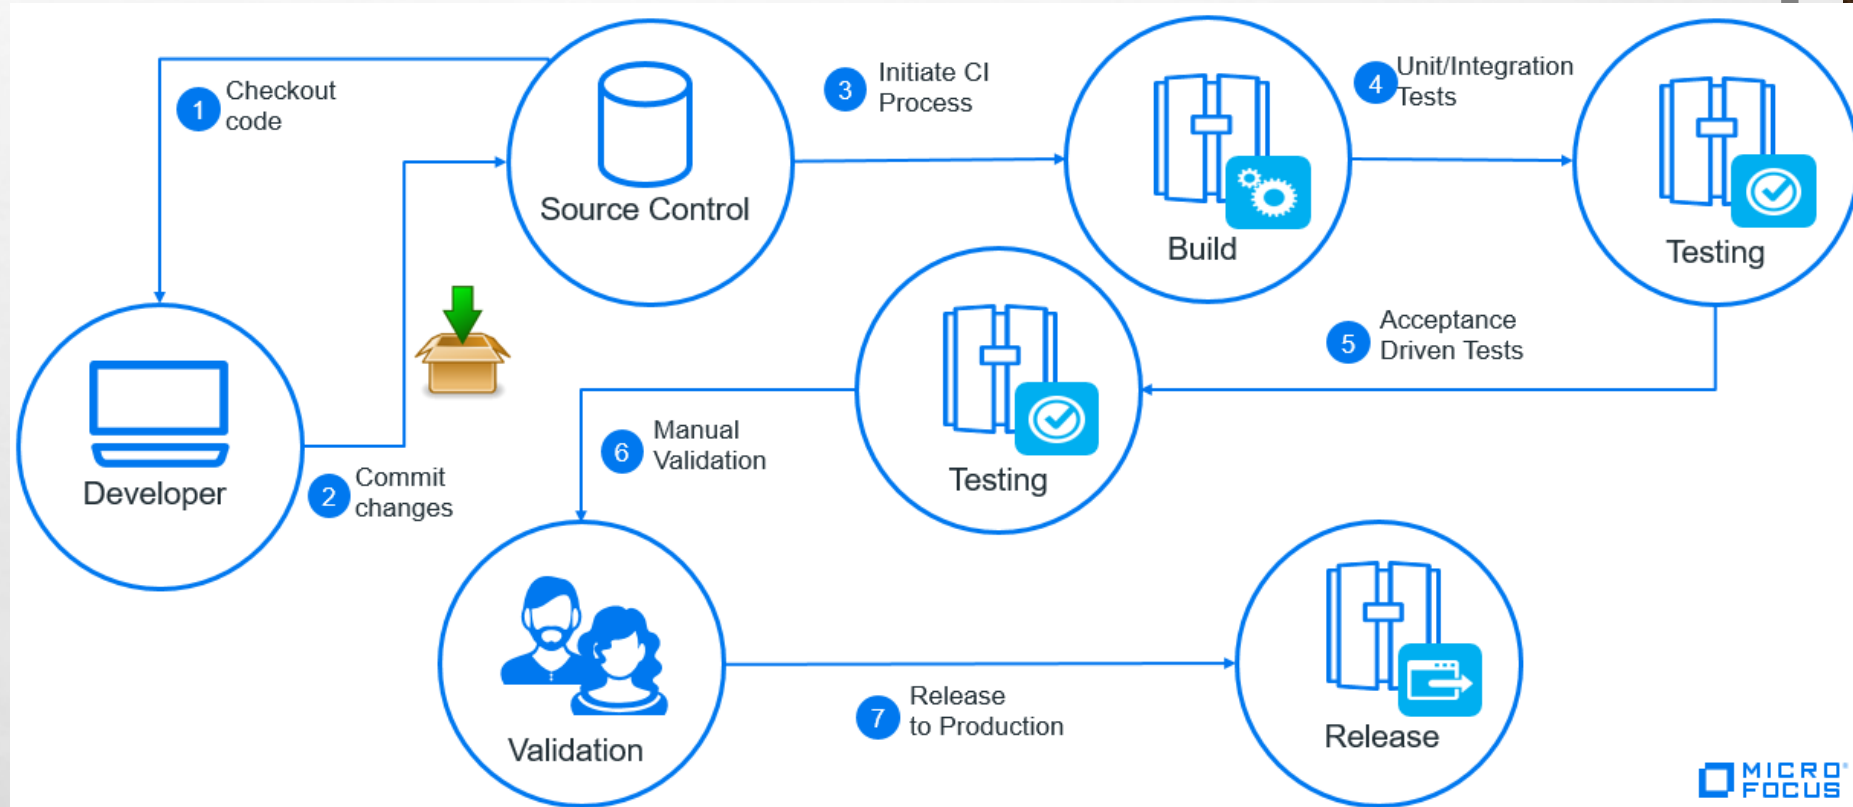 1
Checkout
code
Source Control
3
Initiate CI
Process
Build
4
Unit/Integration
Tests
Testing
Developer
2
Commit
changes
5
Acceptance
Driven Tests
Testing
6
Manual
Validation
Validation
7
Release
to Production
Release
MICRO
FOCUS